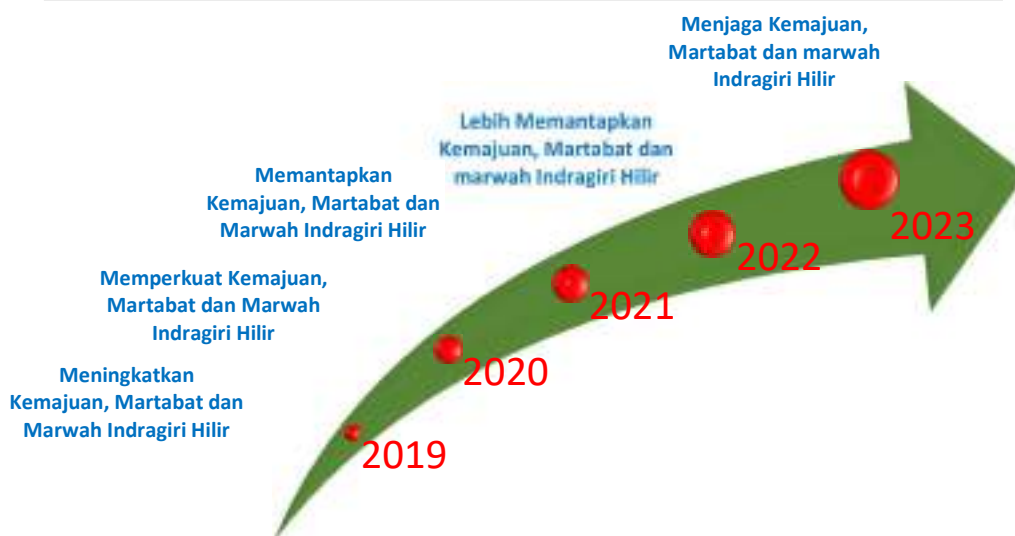 Menjaga Kemajuan,
Martabat dan marwah
Indragiri Hilir
Lebih Memantapkan
Kemajuan, Martabat dan
marwah Indragiri Hilir
Memantapkan
Kemajuan, Martabat dan
Marwah Indragiri Hilir
Memperkuat Kemajuan,
Martabat dan Marwah
Indragiri Hilir
Meningkatkan
Kemajuan, Martabat dan
Marwah Indragiri Hilir
2023
2022
2021
2020
2019